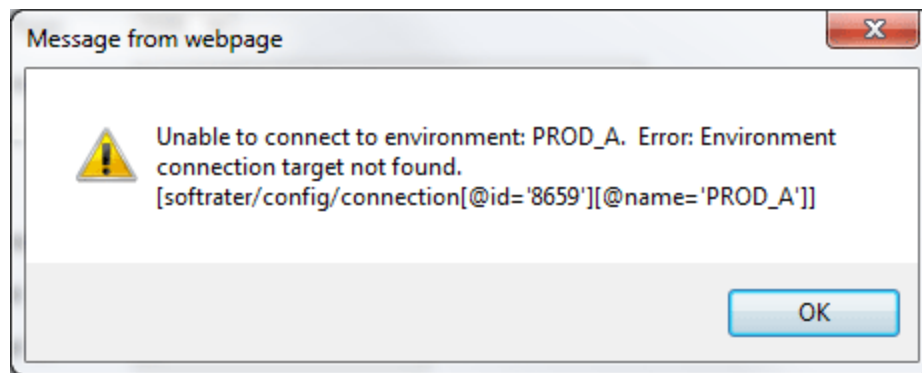 Message from webpage
Unable to connect to environment: PROD_A.  Error: Environment
connection target not found.
[softrater/config/connection[@id='8659'][@name='PROD_A']]
OK